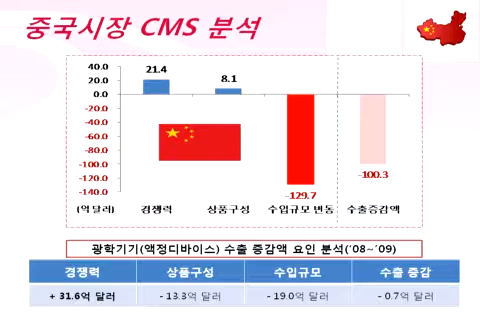 중국시장 CMS 분석
40.0
20.0
0.0
-20.0
-40.0
-60.0
-80.0
-100.0
-120.0
-140.0
21.4
8.1
-129.7
-100.3
(억 달러) 경쟁력 상품구성 수입규모 변동 수출증감액
광학기기(액정디바이스) 수출 증감액 요인 분석('08~'09)
경쟁력 상품구성 수입규모 수출 증감
+ 31.6억 달러 - 13.3억 달러 - 19.0억 달러 - 0.7억 달러